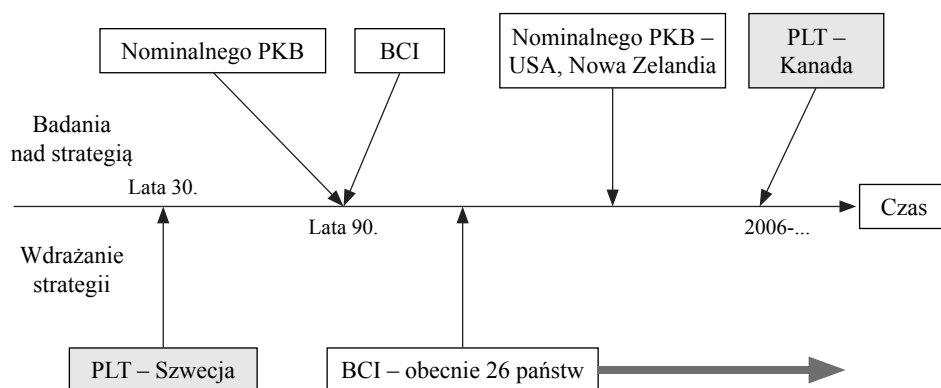 Nominalnego PKB
BCI
Nominalnego PKB –
USA, Nowa Zelandia
PLT –
Kanada
Badania
nad strategią
Lata 30.
Lata 90.
2006-...
Czas
Wdrażanie
strategii
PLT – Szwecja
BCI – obecnie 26 państw